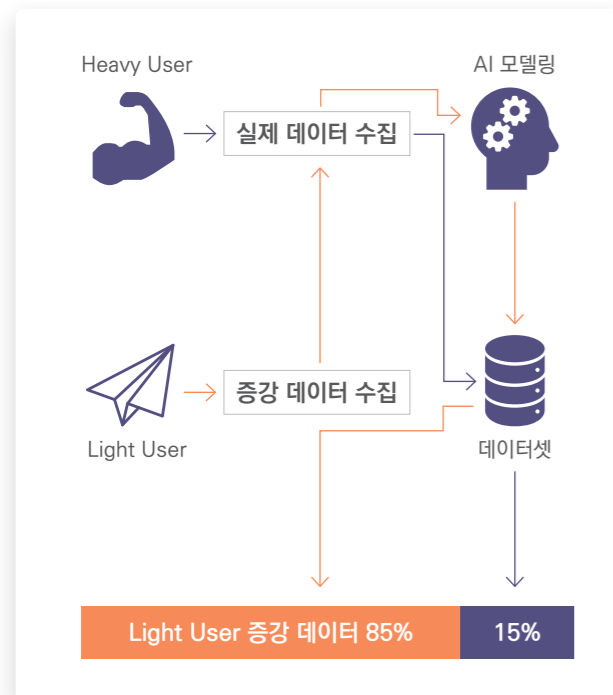 Heavy User
AI 모델링
실제 데이터 수집
증강 데이터 수집
Light User
데이터셋
Light User 증강 데이터 85%
15%